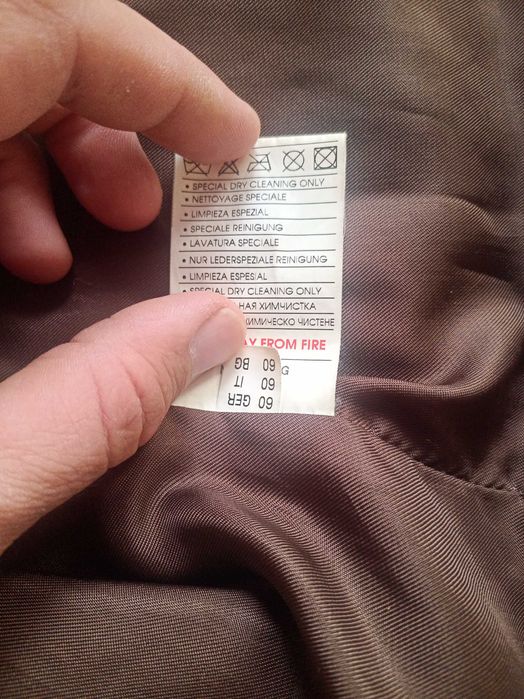 • SPECIAL DRY CLEANING ONLY
• NETTOYAGE SPECIALE
• LIMPIEZA ESPEZIAL
• SPECIALE REINIGUNG
• LAVATURA SPECIALE
• NUR LEDERSPEZIALE REINIGUNG
• LIMPIEZA ESPESIAL
• SPECIAL DRY CLEANING ONLY
НАЯ ХИМЧИСТКА
ХИМИЧЕСКО ЧИСТЕНЕ
AY FROM FIRE
G
60 GER
60 IT
60 BG